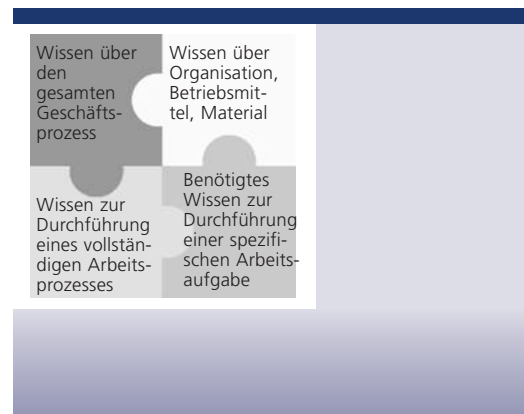 Wissen über
den
gesamten
Geschäfts-
prozess
Wissen über
Organisation,
Betriebsmit-
tel, Material
Wissen zur
Durchführung
eines vollstän-
digen Arbeits-
prozesses
Benötigtes
Wissen zur
Durchführung
einer spezifi-
schen Arbeits-
aufgabe